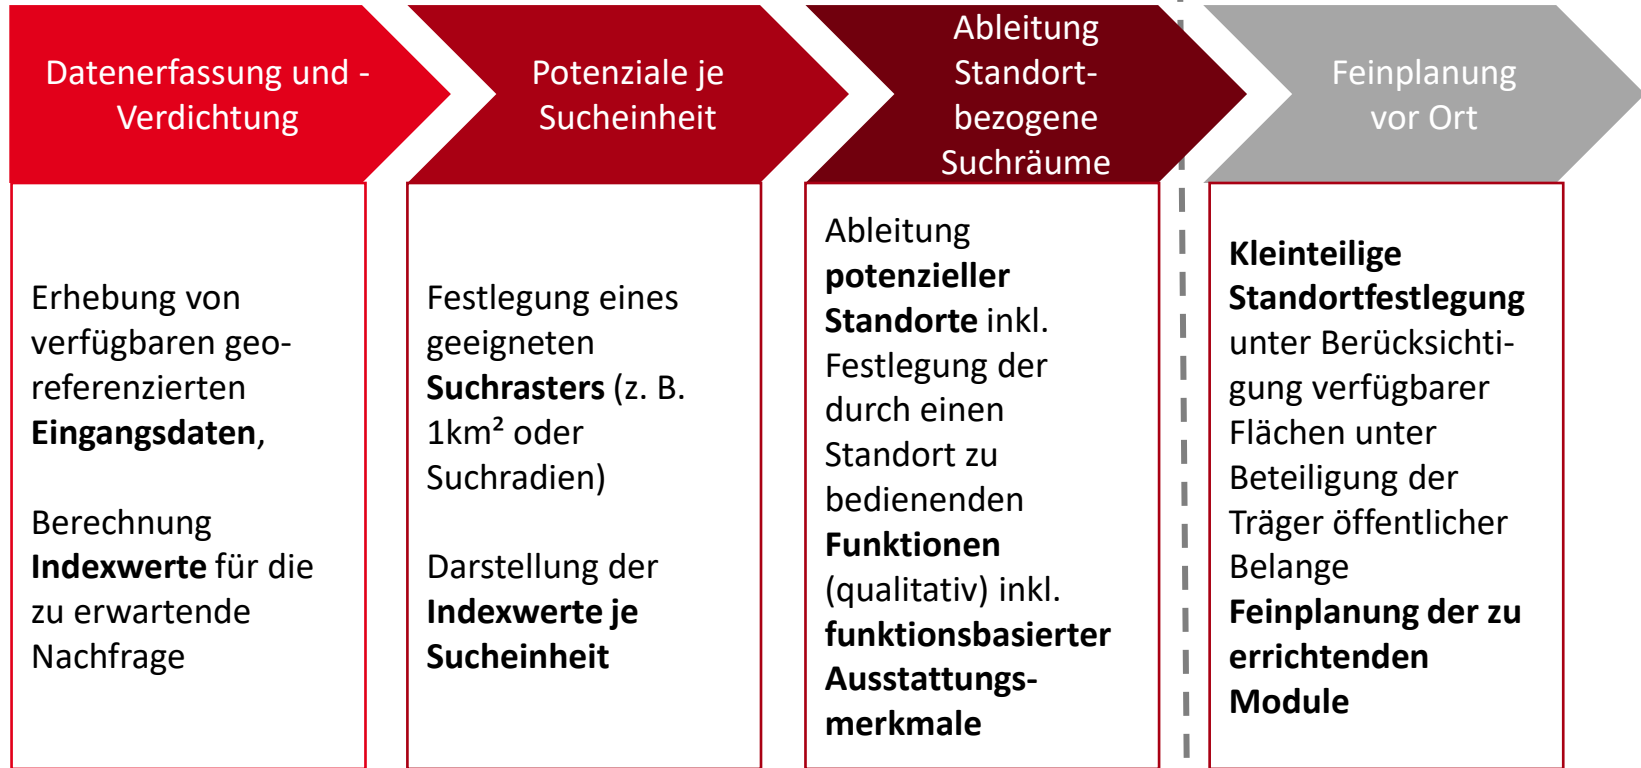 Datenerfassung und -
Verdichtung
Potenziale je
Sucheinheit
Ableitung
Standort-
bezogene
Suchräume
Feinplanung
vor Ort
Erhebung von
verfügbaren geo-
referenzierten
Eingangsdaten,
Berechnung
Indexwerte für die
zu erwartende
Nachfrage
Festlegung eines
geeigneten
Suchrasters (z. B.
1km² oder
Suchradien)
Darstellung der
Indexwerte je
Sucheinheit
Ableitung
potenzieller
Standorte inkl.
Festlegung der
durch einen
Standort zu
bedienenden
Funktionen
(qualitativ) inkl.
funktionsbasierter
Ausstattungs-
merkmale
Kleinteilige
Standortfestlegung
unter Berücksichti-
gung verfügbarer
Flächen unter
Beteiligung der
Träger öffentlicher
Belange
Feinplanung der zu
errichtenden
Module